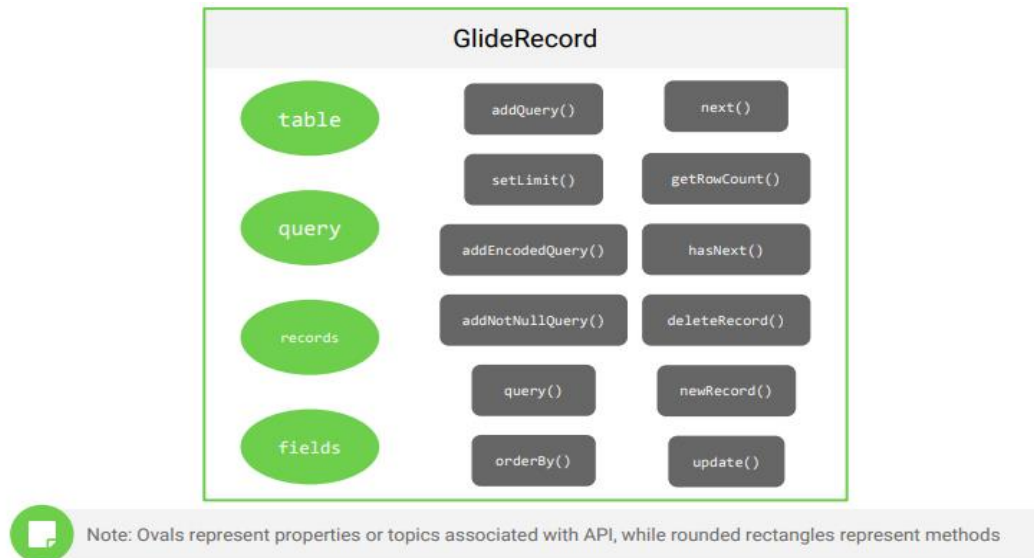 GlideRecord
table
addQuery()
next()
setLimit()
getRowCount()
query
addEncodedQuery()
hasNext()
records
addNotNullQuery()
deleteRecord()
query()
newRecord()
fields
orderBy()
update()
Note: Ovals represent properties or topics associated with API, while rounded rectangles represent methods